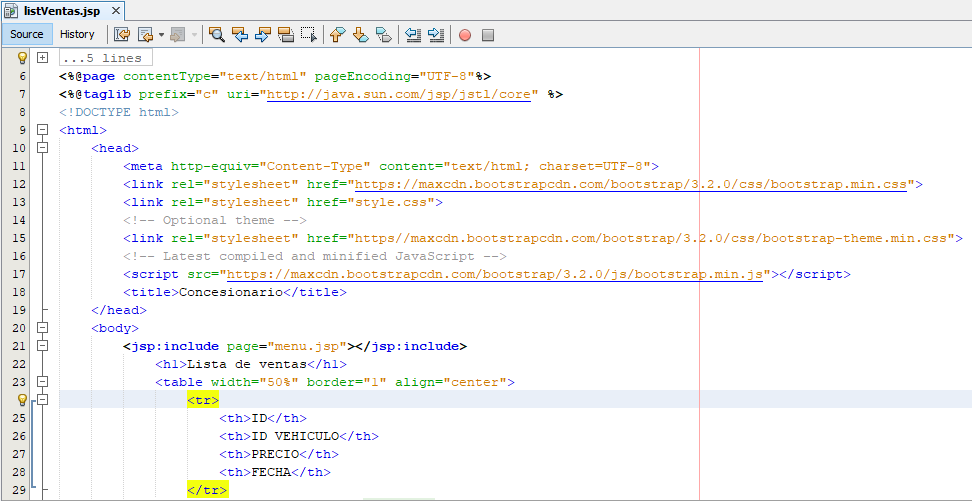 listVentas.jsp
Source History
...5 lines
6 <%@page contentType="text/html" pageEncoding="UTF-8"%>
7 <%@taglib prefix="c" uri="http://java.sun.com/jsp/jstl/core" %>
8 <!DOCTYPE html>
9 <html>
10 <head>
11 <meta http-equiv="Content-Type" content="text/html; charset=UTF-8">
12 <link rel="stylesheet" href="https://maxcdn.bootstrapcdn.com/bootstrap/3.2.0/css/bootstrap.min.css">
13 <link rel="stylesheet" href="style.css">
14 <!-- Optional theme -->
15 <link rel="stylesheet" href="https//maxcdn.bootstrapcdn.com/bootstrap/3.2.0/css/bootstrap-theme.min.css">
16 <!-- Latest compiled and minified JavaScript -->
17 <script src="https://maxcdn.bootstrapcdn.com/bootstrap/3.2.0/js/bootstrap.min.js"></script>
18 <title>Concesionario</title>
19 </head>
20 <body>
21 <jsp:include page="menu.jsp"></jsp:include>
22 <h1>Lista de ventas</h1>
23 <table width="50%" border="1" align="center">
<tr>
25 <th>ID</th>
26 <th>ID VEHICULO</th>
27 <th>PRECIO</th>
28 <th>FECHA</th>
29 </tr>